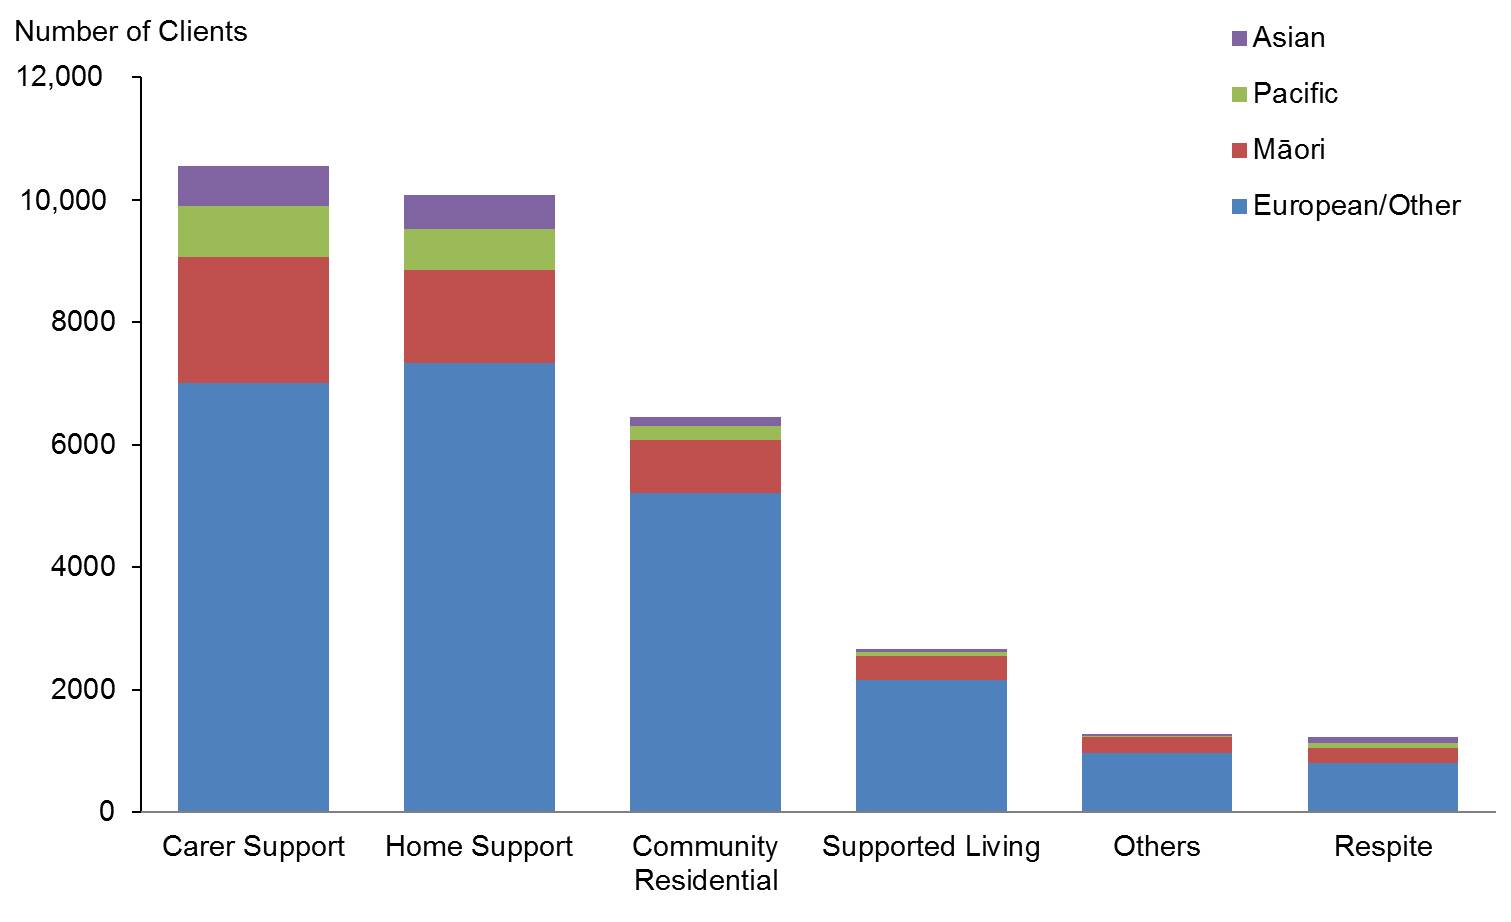 Number of Clients
Asian
Pacific
Māori
European/Other
12,000
10,000
8000
6000
4000
2000
0
Carer Support
Home Support
Community
Residential
Supported Living
Others
Respite